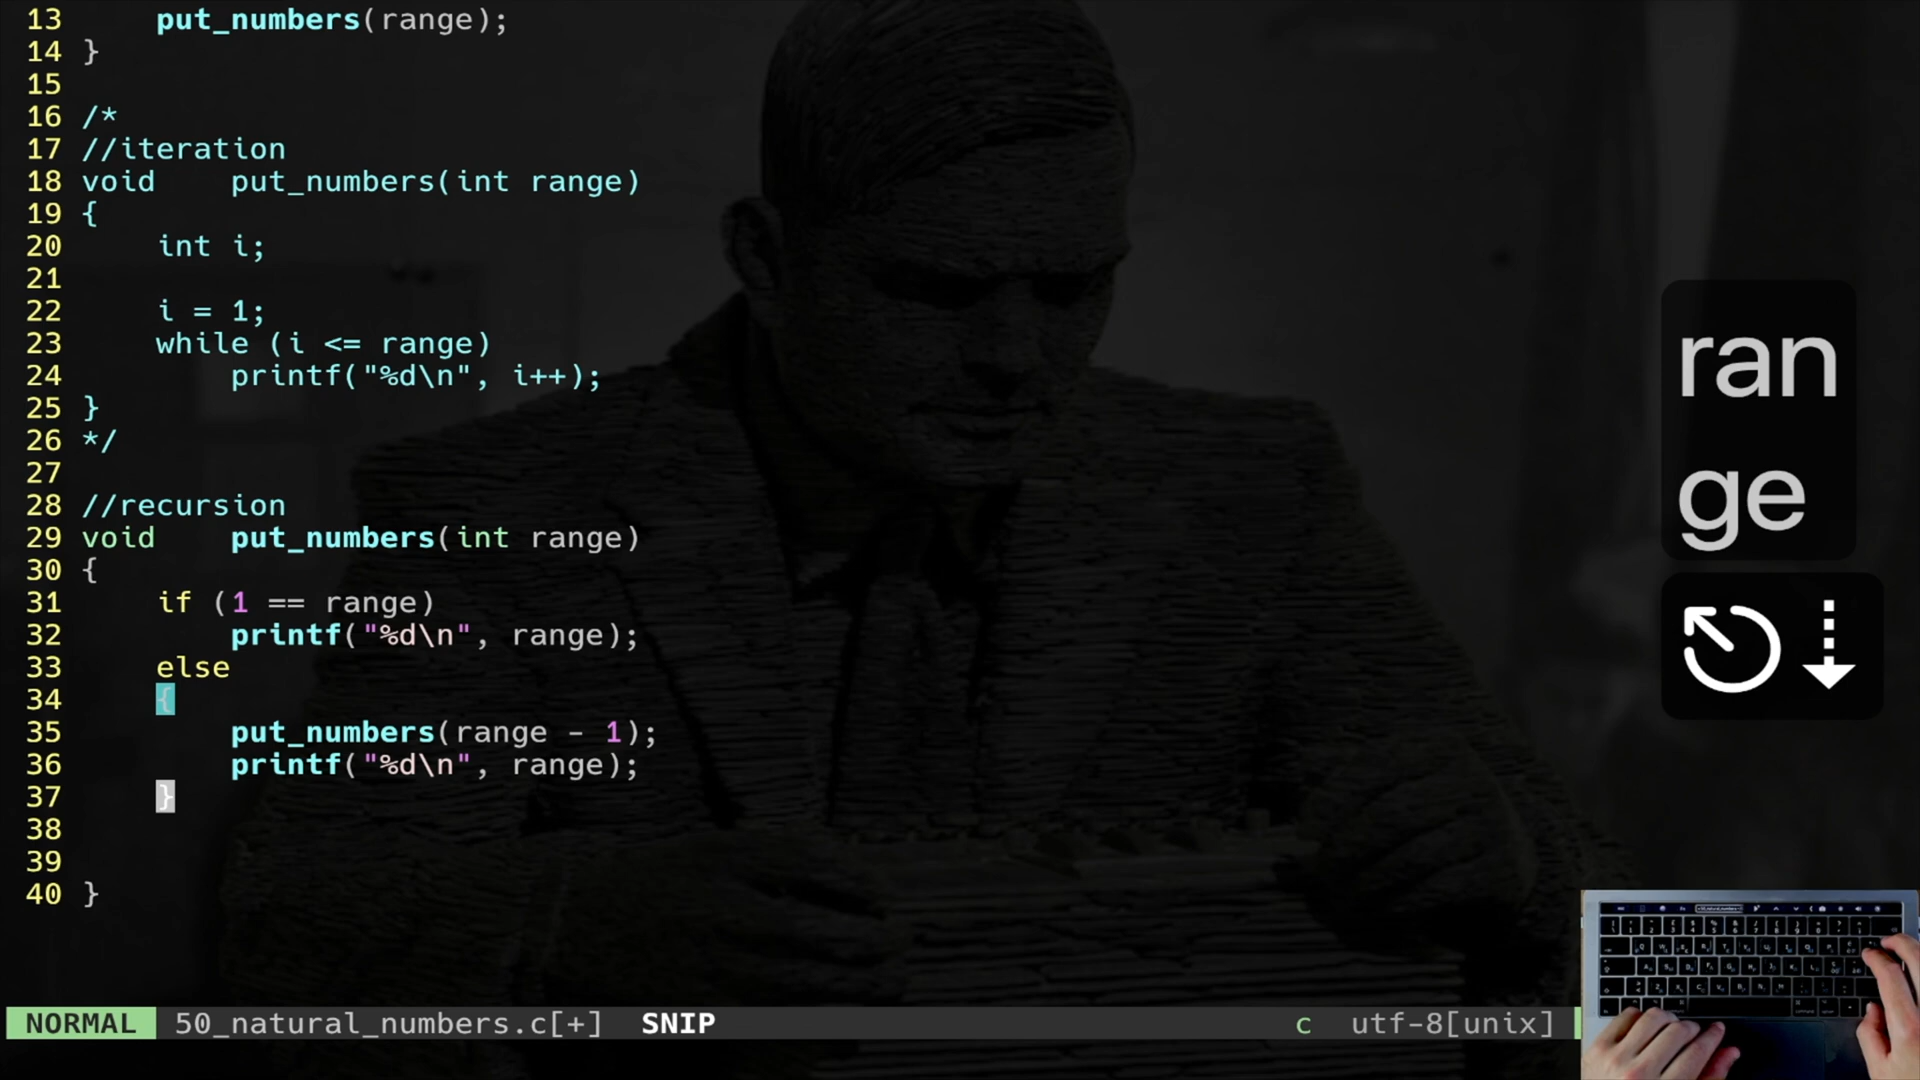 13     put_numbers(range);
14 }
15
16 /*
17 //iteration
18 void    put_numbers(int range)
19 {
20     int i;
21
22     i = 1;
23     while (i <= range)
24         printf("%d\n", i++);
25 }
26 */
27
28 //recursion
29 void    put_numbers(int range)
30 {
31     if (1 == range)
32         printf("%d\n", range);
33     else
34     {
35         put_numbers(range - 1);
36         printf("%d\n", range);
37     }
38
39
40 }
ran
ge
NORMAL 50_natural_numbers.c[+] SNIP c utf-8[unix]